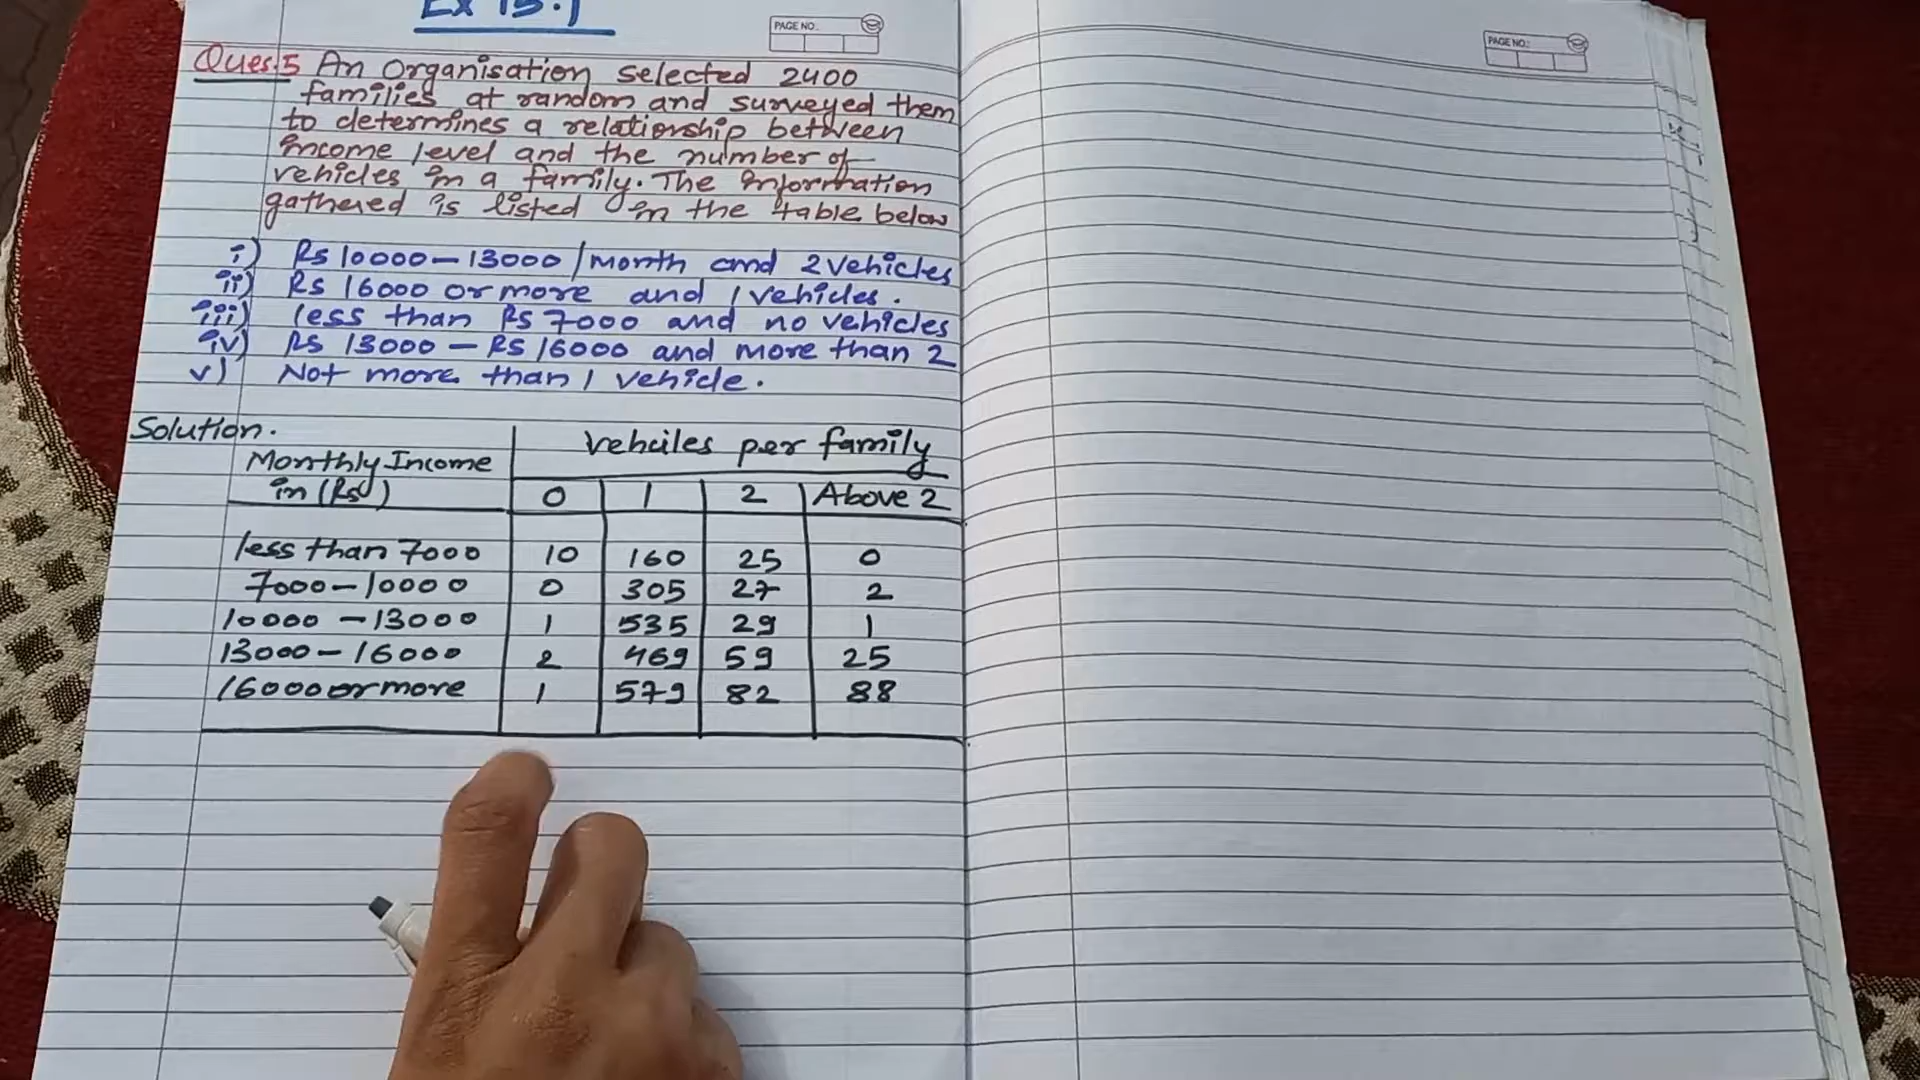 Ex 15.1
PAGE NO.:
PAGE NO.:
Ques.5 An Organisation selected 2400
families at random and surveyed them
to determines a relationship between
income level and the number of
vehicles in a family. The information
gathered is listed in the table below
i) Rs 10000-13000/month and 2 vehicles
ii) Rs 16000 or more and 1 vehicles.
iii) less than Rs 7000 and no vehicles
iv) Rs 13000-Rs 16000 and more than 2
v) Not more than 1 vehicle.
Solution.
Monthly Income in (Rs) vehciles per family
0 1 2 Above 2
less than 7000 10 160 25 0
7000-10000 0 305 27 2
10000-13000 1 535 29 1
13000-16000 2 469 59 25
16000 or more 1 579 82 88